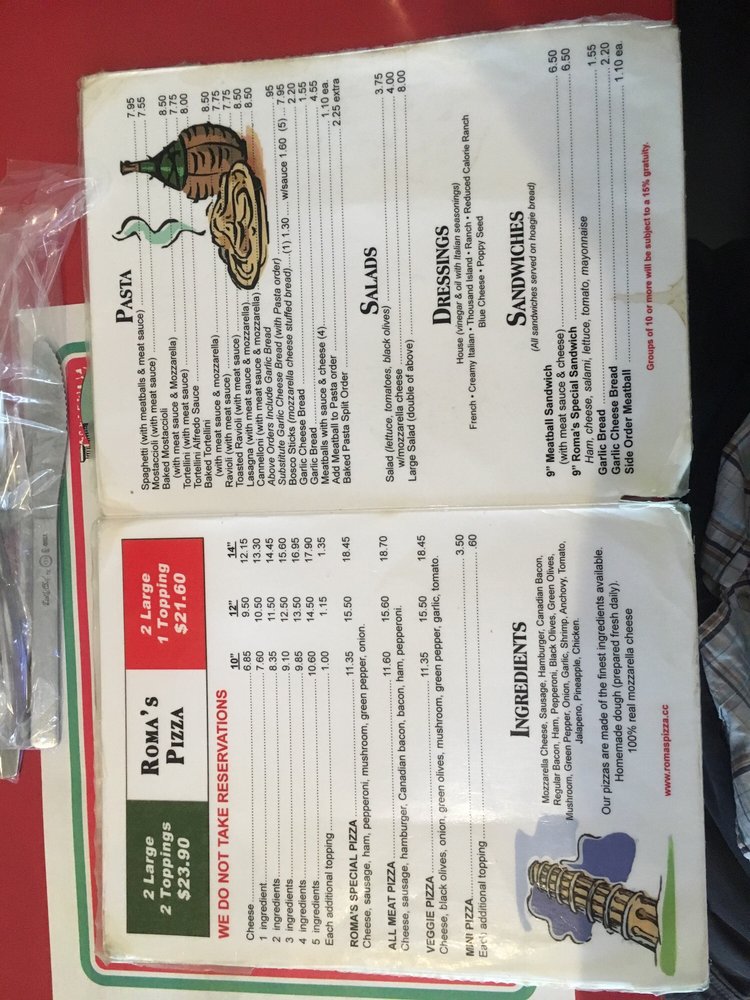 2 Large
2 Toppings
$23.90
ROMA'S
PIZZA
2 Large
1 Topping
$21.60
WE DO NOT TAKE RESERVATIONS
10" 12" 14"
Cheese 6.85 9.50 12.15
1 ingredient 7.60 10.50 13.30
2 ingredients 8.35 11.50 14.45
3 ingredients 9.10 12.50 15.60
4 ingredients 9.85 13.50 16.95
5 ingredients 10.60 14.50 17.90
Each additional topping 1.00 1.15 1.35
ROMA'S SPECIAL PIZZA 11.35 15.50 18.45
Cheese, sausage, ham, pepperoni, mushroom, green pepper, onion.
ALL MEAT PIZZA 11.60 15.60 18.70
Cheese, sausage, hamburger, Canadian bacon, bacon, ham, pepperoni.
VEGGIE PIZZA 11.35 15.50 18.45
Cheese, black olives, onion, green olives, mushroom, green pepper, garlic, tomato.
MINI PIZZA 3.50
Each additional topping .60
INGREDIENTS
Mozzarella Cheese, Sausage, Hamburger, Canadian Bacon,
Regular Bacon, Ham, Pepperoni, Black Olives, Green Olives,
Mushroom, Green Pepper, Onion, Garlic, Shrimp, Anchovy, Tomato,
Jalapeno, Pineapple, Chicken.
Our pizzas are made of the finest ingredients available.
Homemade dough (prepared fresh daily).
100% real mozzarella cheese
www.romaspizza.cc
PASTA
Spaghetti (with meatballs & meat sauce) 7.95
Mostaccioli (with meat sauce) 7.55
Baked Mostaccioli
(with meat sauce & Mozzarella) 8.50
Tortellini (with meat sauce) 7.75
Tortellini Alfredo Sauce 8.00
Baked Tortellini
(with meat sauce & mozzarella) 8.50
Ravioli (with meat sauce) 7.75
Toasted Ravioli (with meat sauce) 7.75
Lasagna (with meat sauce & mozzarella) 8.50
Cannelloni (with meat sauce & mozzarella) 8.50
Above Orders Include Garlic Bread
Substitute Garlic Cheese Bread (with Pasta order) .95
Bosco Sticks (mozzarella cheese stuffed bread) (1) 1.30 w/sauce 1.60 (5) 7.95
Garlic Cheese Bread 2.20
Garlic Bread 1.55
Meatballs with sauce & cheese (4) 4.55
Add Meatball to Pasta order 1.10 ea.
Baked Pasta Split Order 2.25 extra
SALADS
Salad (lettuce, tomatoes, black olives) 3.75
w/mozzarella cheese 4.00
Large Salad (double of above) 8.00
DRESSINGS
House (vinegar & oil with Italian seasonings)
French • Creamy Italian • Thousand Island • Ranch • Reduced Calorie Ranch
Blue Cheese • Poppy Seed
SANDWICHES
(All sandwiches served on hoagie bread)
9" Meatball Sandwich 6.50
(with meat sauce & cheese)
9" Roma's Special Sandwich 6.50
Ham, cheese, salami, lettuce, tomato, mayonnaise
Garlic Bread 1.55
Garlic Cheese Bread 2.20
Side Order Meatball 1.10 ea.
Groups of 10 or more will be subject to a 15% gratuity.